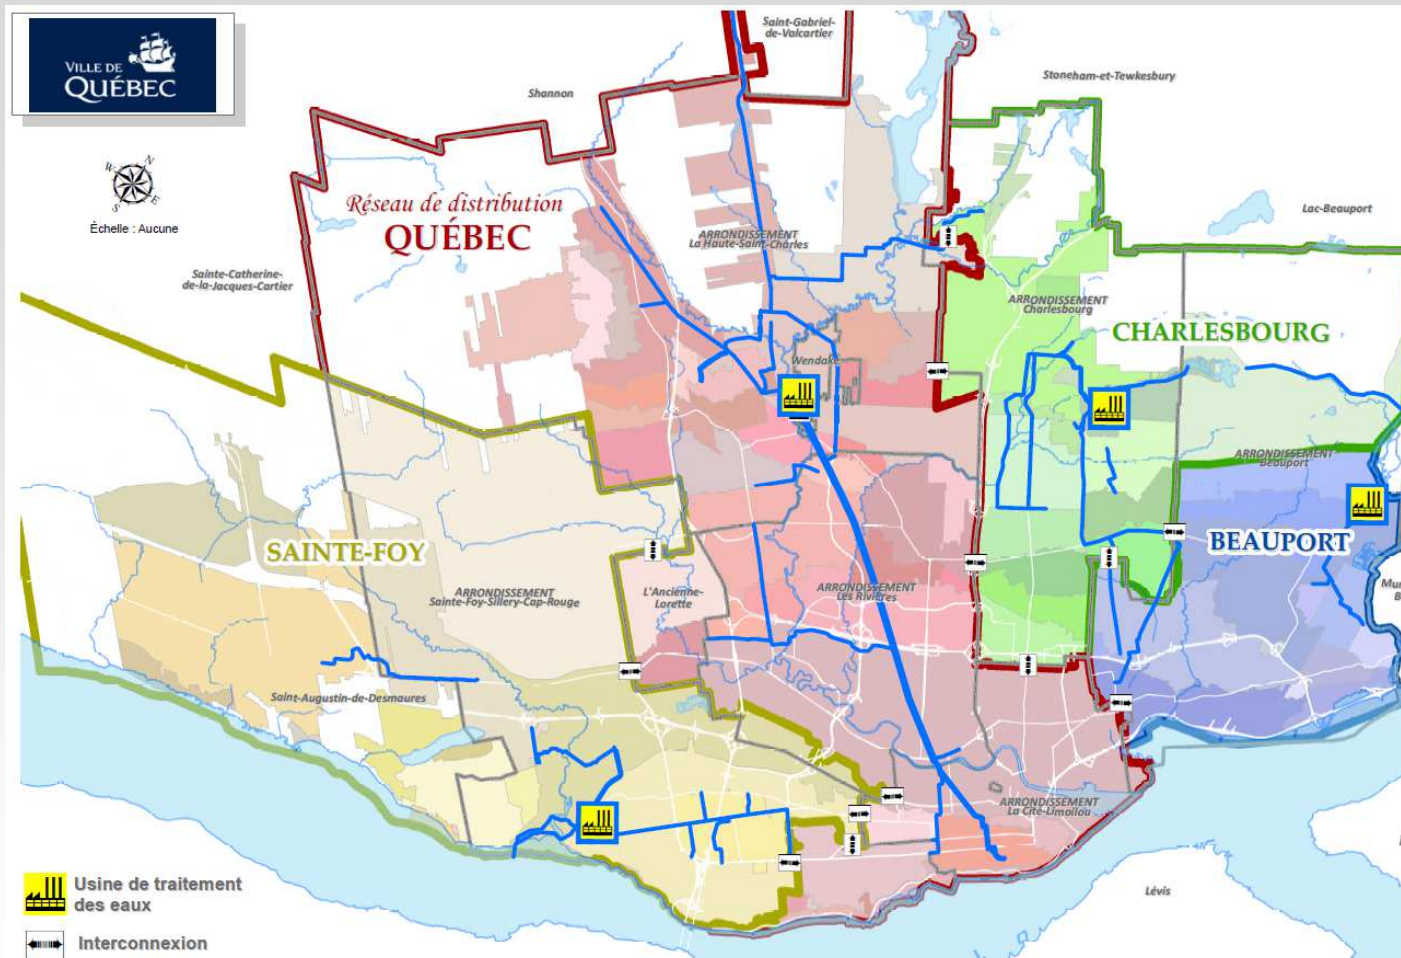 VILLE DE
QUÉBEC
Saint-Gabriel-
de-Valcartier
Stoneham-et-Tewkesbury
Shannon
N
W
E
S
Échelle : Aucune
Réseau de distribution
QUÉBEC
Lac-Beauport
ARRONDISSEMENT
La Haute-Saint-Charles
Sainte-Catherine-
de-la-Jacques-Cartier
ARRONDISSEMENT
Charlesbourg
CHARLESBOURG
Wendake
ARRONDISSEMENT
Beauport
SAINTE-FOY
BEAUPORT
ARRONDISSEMENT
Sainte-Foy-Sillery-Cap-Rouge
L'Ancienne-
Lorette
ARRONDISSEMENT
Les Rivières
Saint-Augustin-de-Desmaures
ARRONDISSEMENT
La Cité-Limoilou
Lévis
Usine de traitement
des eaux
Interconnexion